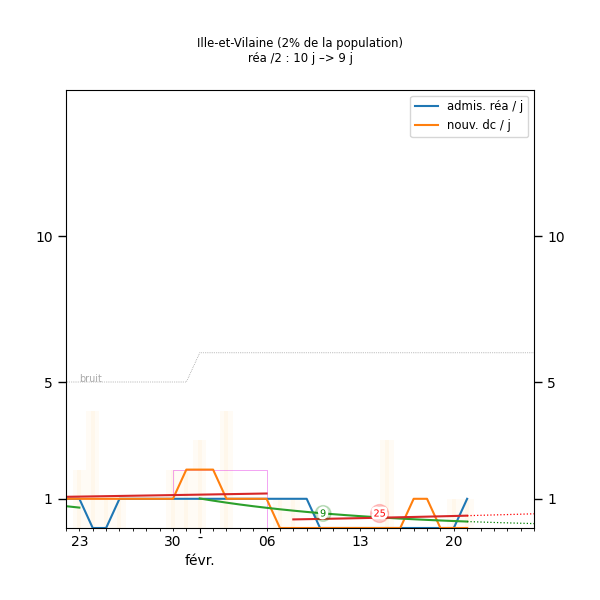 Ille-et-Vilaine (2% de la population)
réa /2 : 10 j –> 9 j
admis. réa / j
nouv. dc / j
10
10
bruit
5
5
9
25
1
1
23
30
-
06
13
20
févr.